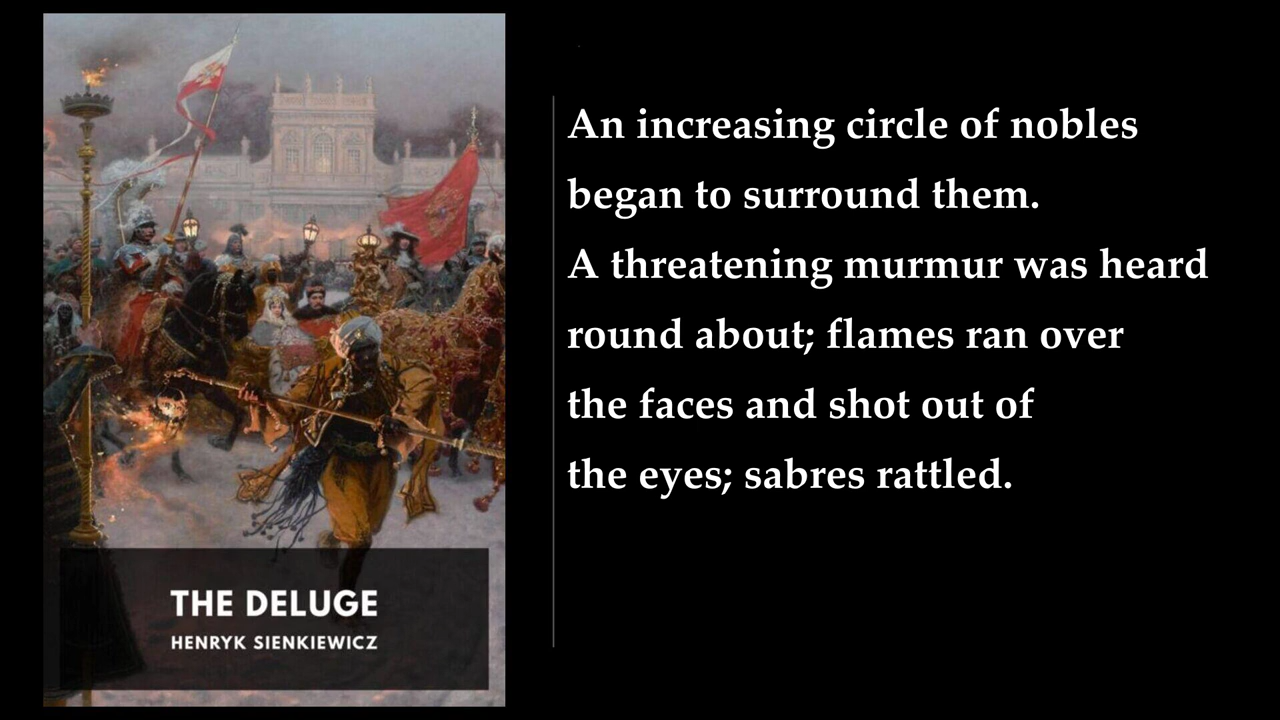 An increasing circle of nobles
began to surround them.
A threatening murmur was heard
round about; flames ran over
the faces and shot out of
the eyes; sabres rattled.
THE DELUGE
HENRYK SIENKIEWICZ